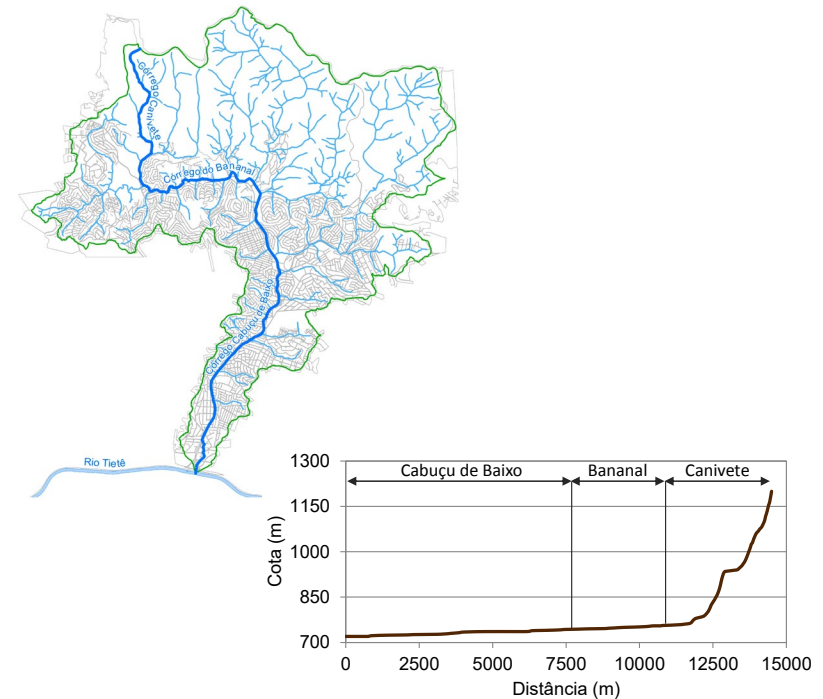 Córrego Canivete
Córrego do Bananal
Córrego Cabuçu de Baixo
Rio Tietê
Cabuçu de Baixo Bananal Canivete
1300
1150
1000
850
700
Cota (m)
0 2500 5000 7500 10000 12500 15000
Distância (m)